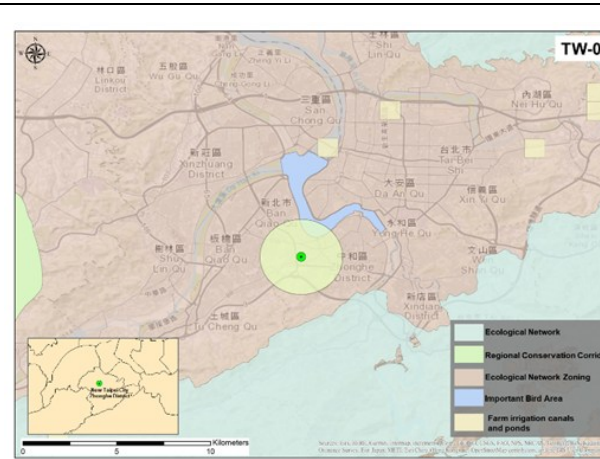 TW-0
士林區
Shi
Lin Qu
林口區
Linkou
District
五股區
Wu Gu Qu
三重區
San
Chong Qu
內湖區
Nei Hu Qu
新莊區
Xinzhuang
District
台北市
Tai Bei
Shi
大安區
Da An Qu
信義區
Xin Yi Qu
新北市
Ban
Qiao
永和區
Yong He Qu
板橋區
Ban
Qiao Qu
樹林區
Shu
Lin Qu
中和區
Zhonghe
District
文山區
Wen
Shan Qu
新店區
Xindian
District
土城區
Tu Cheng Qu
Ecological Network
Regional Conservation Corrid
Ecological Network Zoning
Important Bird Area
Farm irrigation canals
and ponds
New Taipei City
Zhonghe District
Kilometers
0 5 10